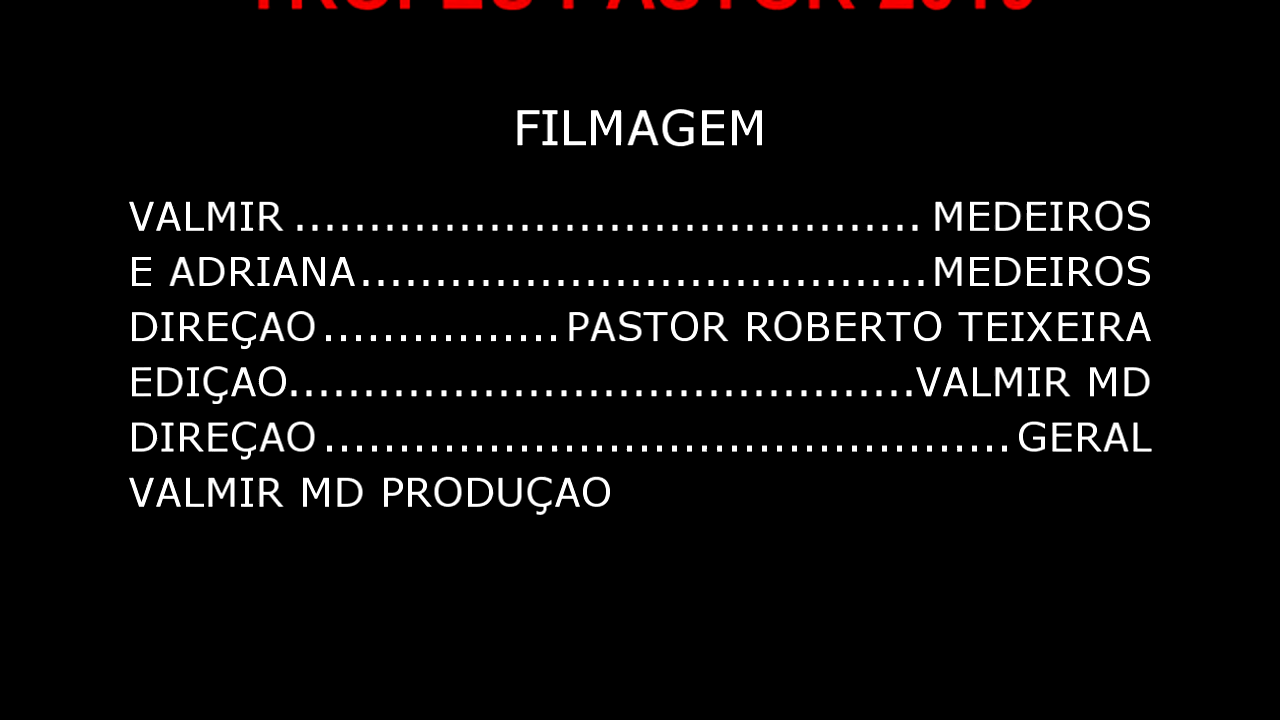 FILMAGEM
VALMIR .......................................... MEDEIROS
E ADRIANA...................................... MEDEIROS
DIREÇAO ................ PASTOR ROBERTO TEIXEIRA
EDIÇAO..........................................VALMIR MD
DIREÇAO .............................................. GERAL
VALMIR MD PRODUÇAO